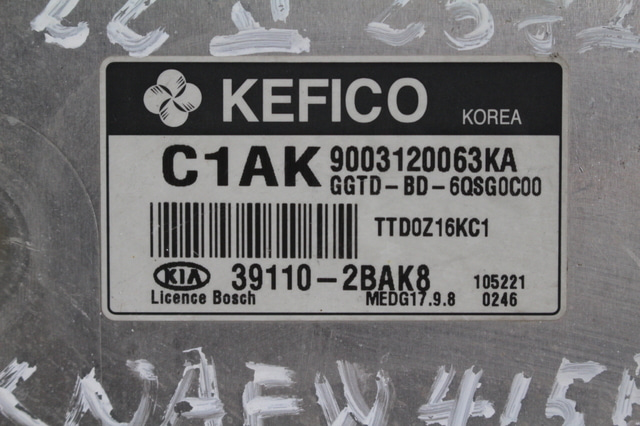 KEFICO KOREA
C1AK 9003120063KA
GGTD-BD-6QSG0C00
TTD0Z16KC1
KIA 39110-2BAK8 105221
Licence Bosch MEDG17.9.8 0246